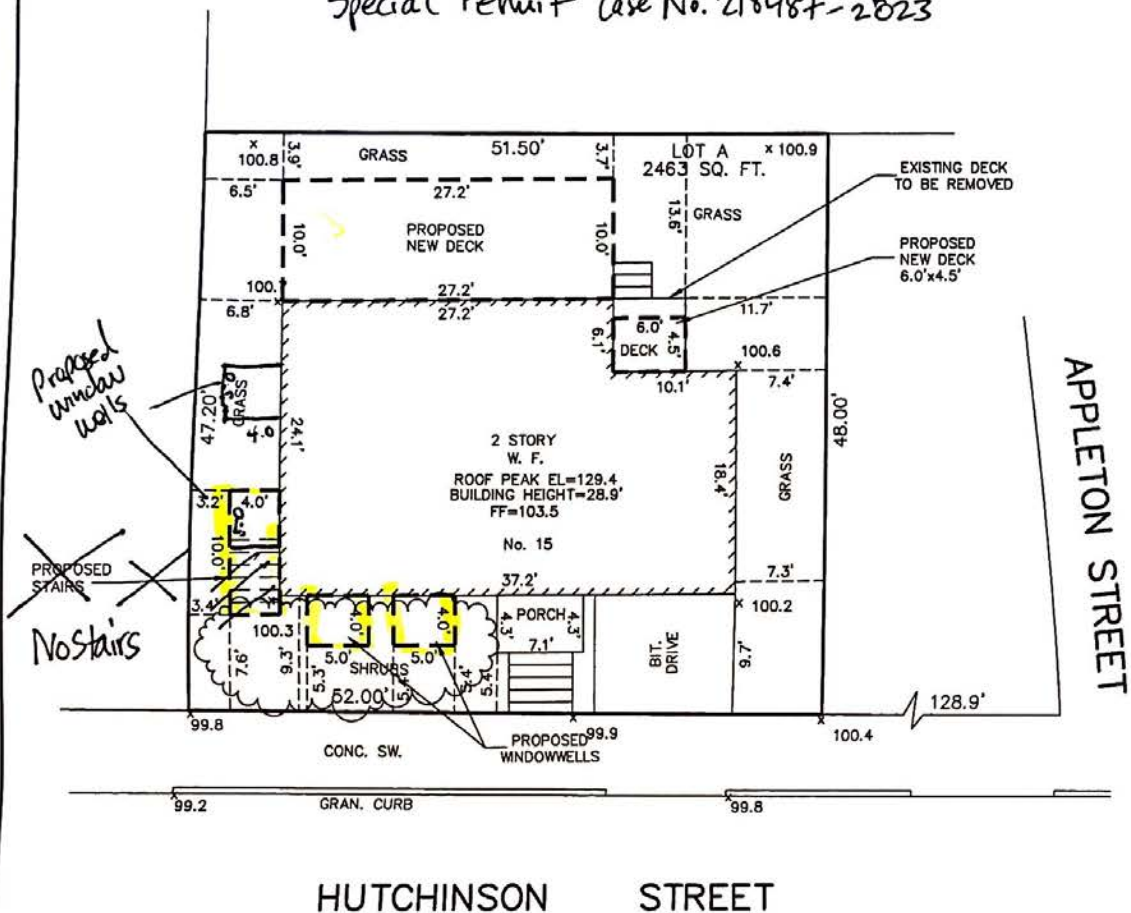 Special Permit Case No. 218487-2023
100.8
3.9'
GRASS
51.50'
3.7'
LOT A
2463 SQ. FT.
100.9
EXISTING DECK
TO BE REMOVED
6.5'
27.2'
13.6'
GRASS
10.0'
PROPOSED
NEW DECK
10.0'
PROPOSED
NEW DECK
6.0'x4.5'
100.
27.2'
6.8'
27.2'
11.7'
6.1'
6.0'
DECK
4.5'
100.6
10.1'
7.4'
Proposed
window
wells
47.20'
GRASS
4.0
24.1'
48.00'
APPLETON STREET
2 STORY
W. F.
ROOF PEAK EL=129.4
BUILDING HEIGHT=28.9'
FF=103.5
No. 15
18.4'
GRASS
3.2'
4.0'
10.0'
PROPOSED
STAIRS
No stairs
3.4'
37.2'
7.3'
100.3
4.0'
4.0'
4.3'
PORCH
4.3'
7.1'
BIT.
DRIVE
100.2
9.7'
7.6'
9.3'
5.3'
5.0'
5.0'
SHRUBS
5.4'
5.4'
5.4'
52.00'
128.9'
99.8
CONC. SW.
PROPOSED
WINDOWWELLS
99.9
100.4
99.2
GRAN. CURB
99.8
HUTCHINSON STREET